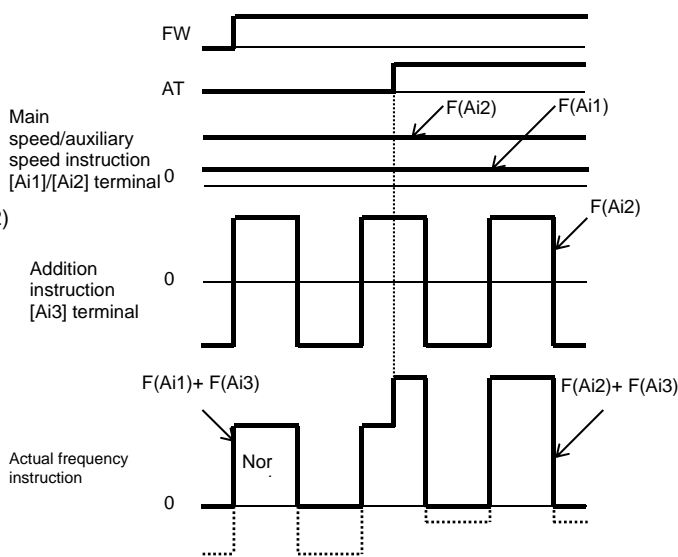 FW
AT
F(Ai2)
F(Ai1)
Main
speed/auxiliary
speed instruction
[Ai1]/[Ai2] terminal
0
)
F(Ai2)
Addition
instruction
[Ai3] terminal
0
F(Ai1)+ F(Ai3)
F(Ai2)+ F(Ai3)
Nor
Actual frequency
instruction
0